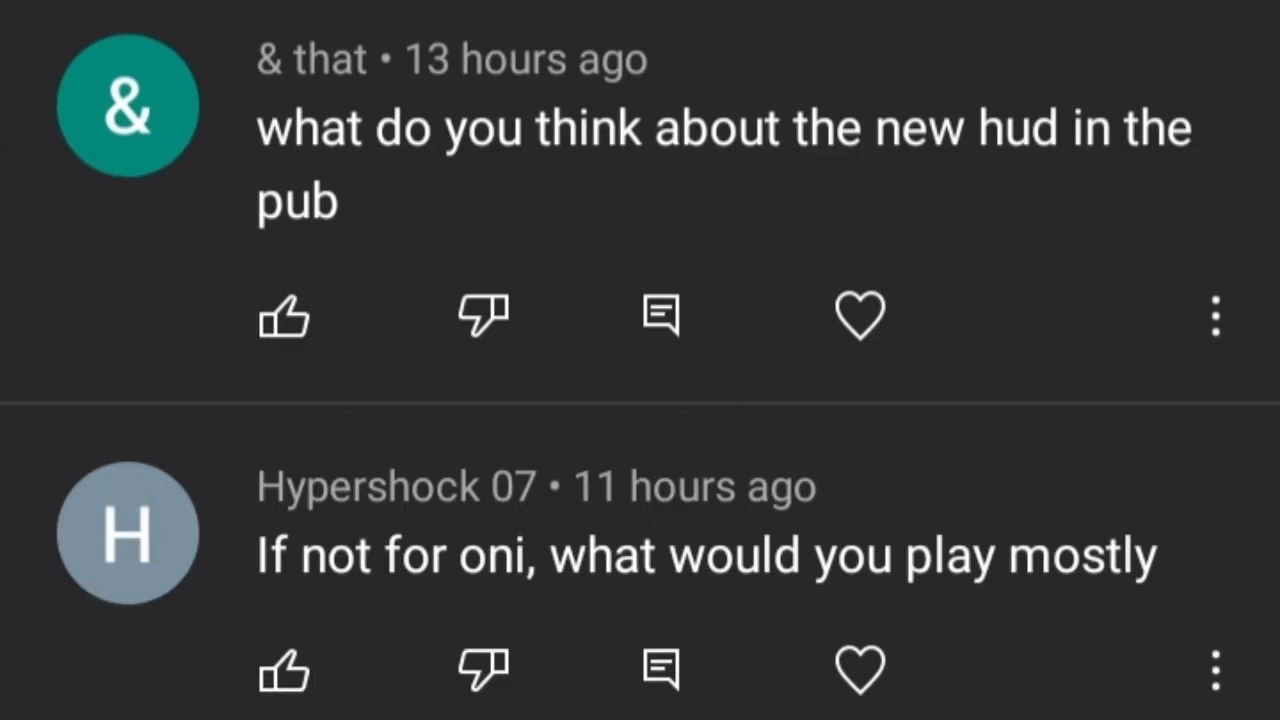 & & that • 13 hours ago
what do you think about the new hud in the
pub
H Hypershock 07 • 11 hours ago
If not for oni, what would you play mostly